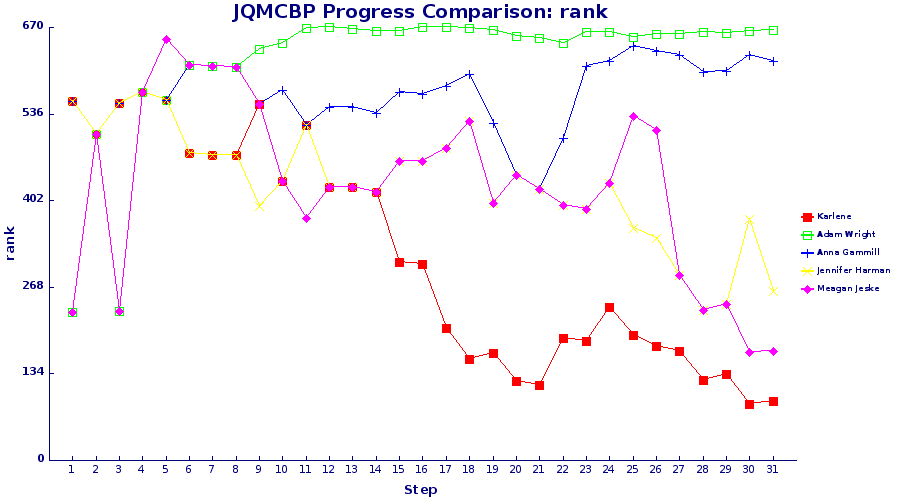 JQMCBP Progress Comparison: rank
670
536
402
268
134
0
rank
1 2 3 4 5 6 7 8 9 10 11 12 13 14 15 16 17 18 19 20 21 22 23 24 25 26 27 28 29 30 31
Step
Karlene
Adam Wright
Anna Gammill
Jennifer Harman
Meagan Jeske